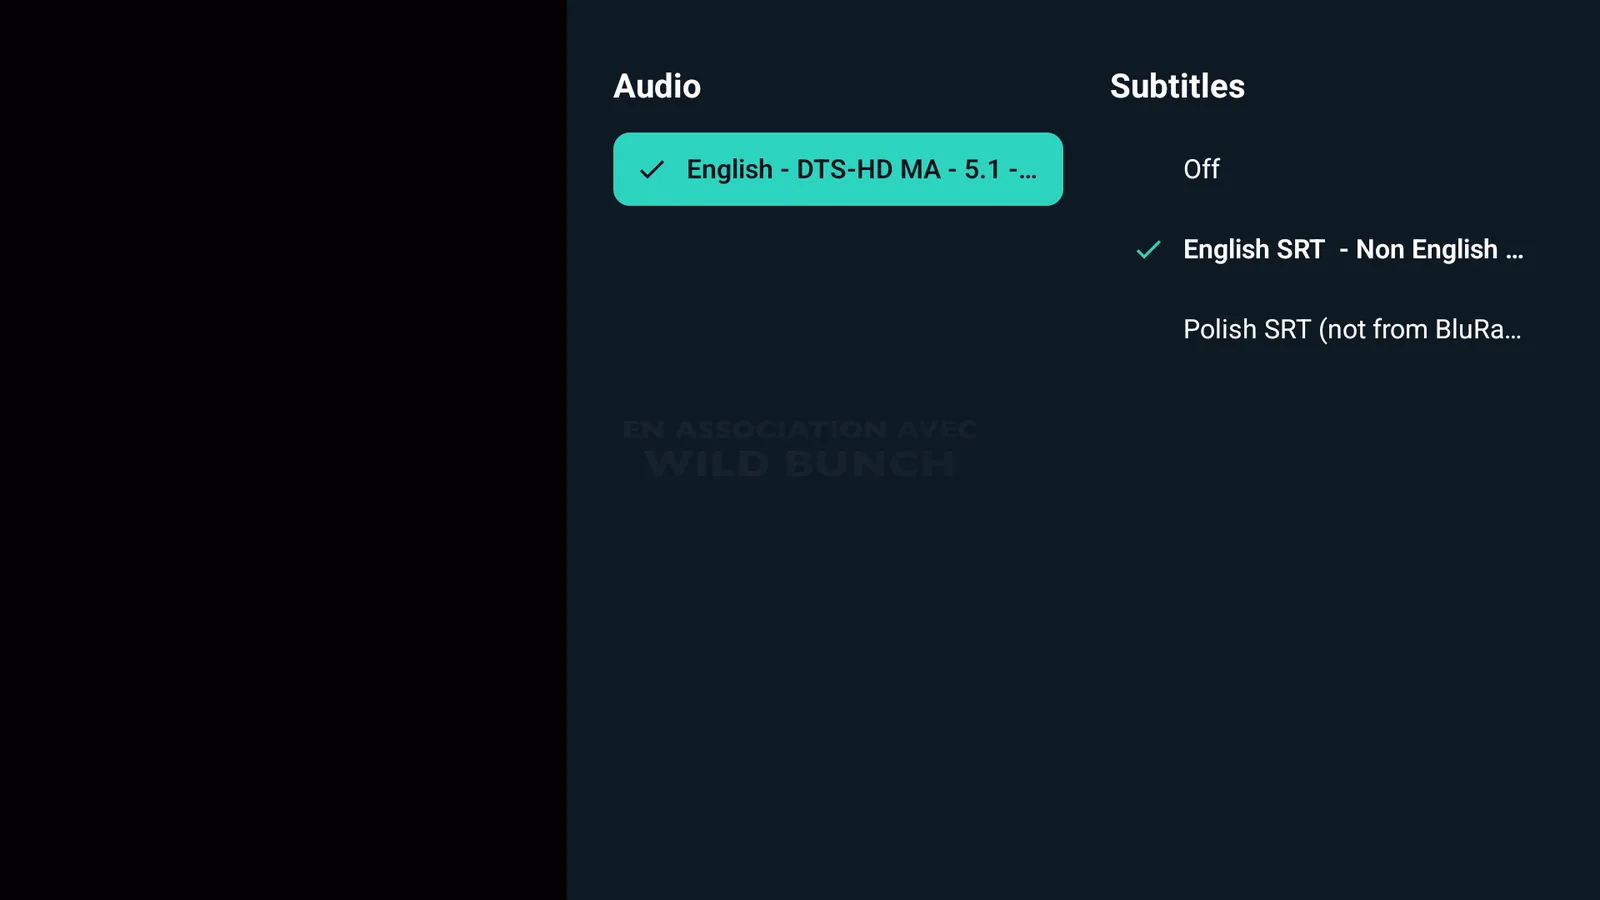 Audio
English - DTS-HD MA - 5.1 -...
Subtitles
Off
English SRT  - Non English ...
Polish SRT (not from BluRa...
EN ASSOCIATION AVEC
WILD BUNCH